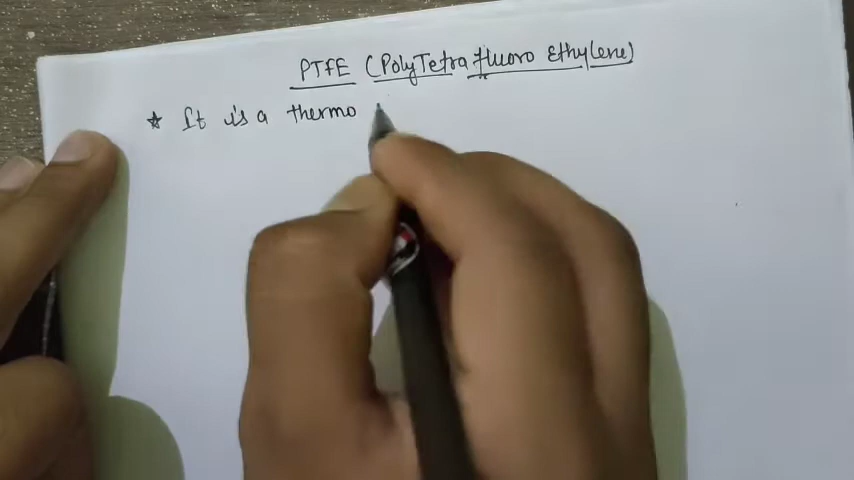 PTFE (PolyTetra fluoro Ethylene)
★ It is a thermo